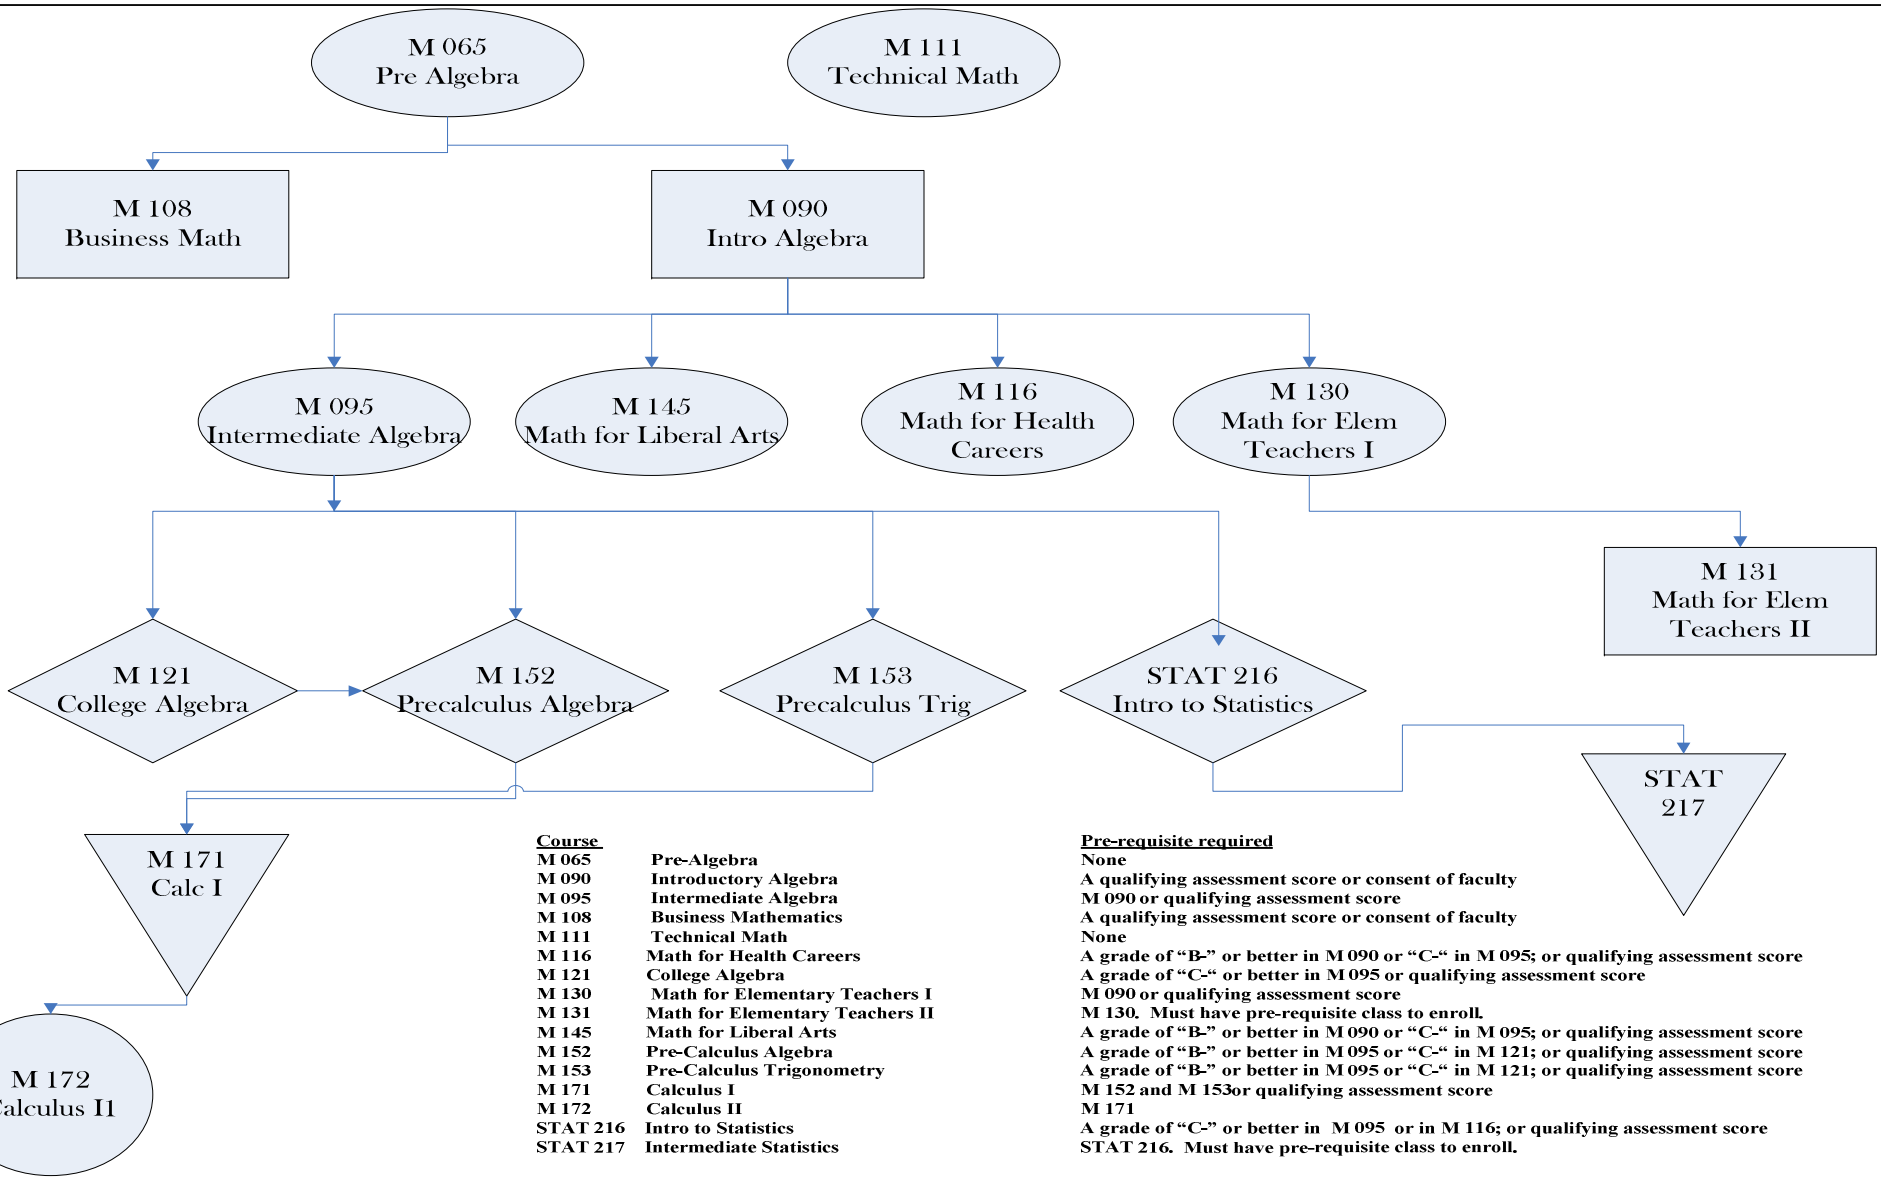 M 065
Pre Algebra
M 111
Technical Math
M 108
Business Math
M 090
Intro Algebra
M 095
Intermediate Algebra
M 145
Math for Liberal Arts
M 116
Math for Health
Careers
M 130
Math for Elem
Teachers I
M 131
Math for Elem
Teachers II
M 121
College Algebra
M 152
Precalculus Algebra
M 153
Precalculus Trig
STAT 216
Intro to Statistics
STAT
217
M 171
Calc I
M 172
alculus I1
Course Pre-requisite required
M 065 Pre-Algebra None
M 090 Introductory Algebra A qualifying assessment score or consent of faculty
M 095 Intermediate Algebra M 090 or qualifying assessment score
M 108 Business Mathematics A qualifying assessment score or consent of faculty
M 111 Technical Math None
M 116 Math for Health Careers A grade of “B-” or better in M 090 or “C-“ in M 095; or qualifying assessment score
M 121 College Algebra A grade of “C-“ or better in M 095 or qualifying assessment score
M 130 Math for Elementary Teachers I M 090 or qualifying assessment score
M 131 Math for Elementary Teachers II M 130. Must have pre-requisite class to enroll.
M 145 Math for Liberal Arts A grade of “B-” or better in M 090 or “C-“ in M 095; or qualifying assessment score
M 152 Pre-Calculus Algebra A grade of “B-” or better in M 095 or “C-“ in M 121; or qualifying assessment score
M 153 Pre-Calculus Trigonometry A grade of “B-” or better in M 095 or “C-“ in M 121; or qualifying assessment score
M 171 Calculus I M 152 and M 153or qualifying assessment score
M 172 Calculus II M 171
STAT 216 Intro to Statistics A grade of “C-” or better in M 095 or in M 116; or qualifying assessment score
STAT 217 Intermediate Statistics STAT 216. Must have pre-requisite class to enroll.